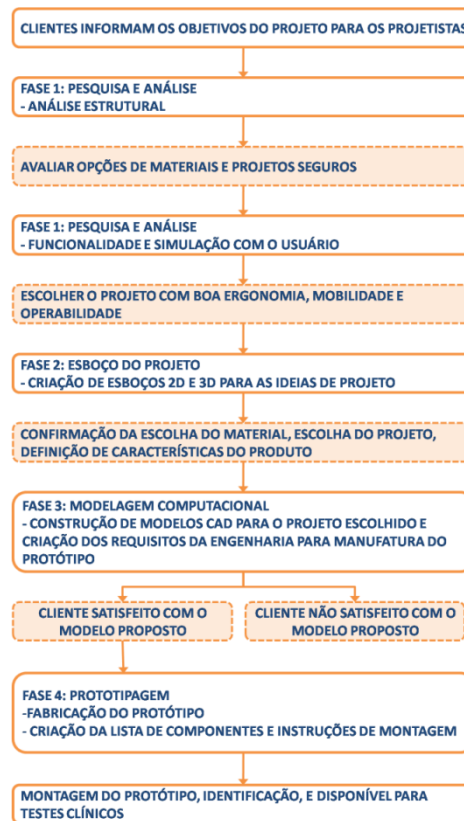 CLIENTES INFORMAM OS OBJETIVOS DO PROJETO PARA OS PROJETISTAS
FASE 1: PESQUISA E ANÁLISE
- ANÁLISE ESTRUTURAL
AVALIAR OPÇÕES DE MATERIAIS E PROJETOS SEGUROS
FASE 1: PESQUISA E ANÁLISE
- FUNCIONALIDADE E SIMULAÇÃO COM O USUÁRIO
ESCOLHER O PROJETO COM BOA ERGONOMIA, MOBILIDADE E
OPERABILIDADE
FASE 2: ESBOÇO DO PROJETO
- CRIAÇÃO DE ESBOÇOS 2D E 3D PARA AS IDEIAS DE PROJETO
CONFIRMAÇÃO DA ESCOLHA DO MATERIAL, ESCOLHA DO PROJETO,
DEFINIÇÃO DE CARACTERÍSTICAS DO PRODUTO
FASE 3: MODELAGEM COMPUTACIONAL
- CONSTRUÇÃO DE MODELOS CAD PARA O PROJETO ESCOLHIDO E
CRIAÇÃO DOS REQUISITOS DA ENGENHARIA PARA MANUFATURA DO
PROTÓTIPO
CLIENTE SATISFEITO COM O
MODELO PROPOSTO
CLIENTE NÃO SATISFEITO COM O
MODELO PROPOSTO
FASE 4: PROTOTIPAGEM
-FABRICAÇÃO DO PROTÓTIPO
- CRIAÇÃO DA LISTA DE COMPONENTES E INSTRUÇÕES DE MONTAGEM
MONTAGEM DO PROTÓTIPO, IDENTIFICAÇÃO, E DISPONÍVEL PARA
TESTES CLÍNICOS